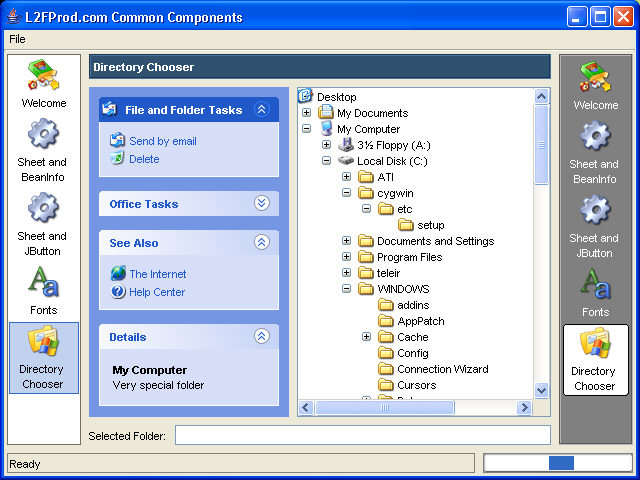 L2FProd.com Common Components
File
Welcome
Sheet and
BeanInfo
Sheet and
JButton
Fonts
Directory
Chooser
Directory Chooser
File and Folder Tasks
Send by email
Delete
Office Tasks
See Also
The Internet
Help Center
Details
My Computer
Very special folder
Desktop
My Documents
My Computer
3½ Floppy (A:)
Local Disk (C:)
ATI
cygwin
etc
setup
Documents and Settings
Program Files
teleir
WINDOWS
addins
AppPatch
Cache
Config
Connection Wizard
Cursors
Welcome
Sheet and
BeanInfo
Sheet and
JButton
Fonts
Directory
Chooser
Selected Folder:
Ready